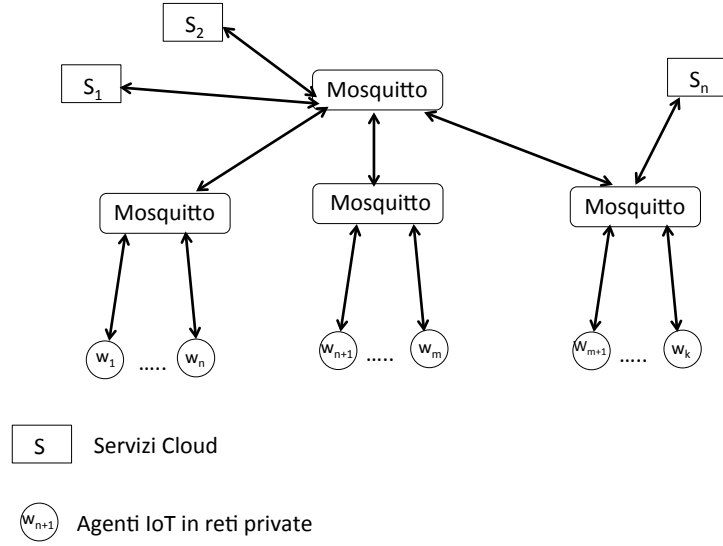 S2
S1
Mosquitto
Sn
Mosquitto
Mosquitto
Mosquitto
w1 ..... wn
wn+1 ..... wm
Wm+1 ..... wk
S Servizi Cloud
wn+1 Agenti IoT in reti private